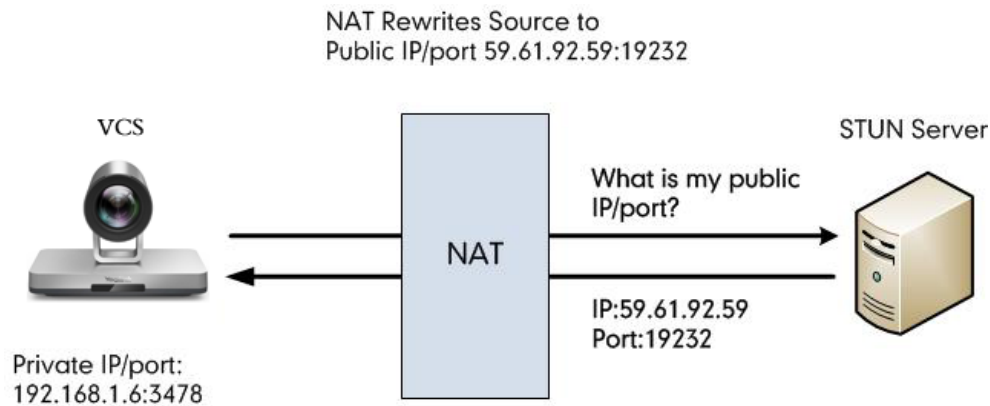 NAT Rewrites Source to
Public IP/port 59.61.92.59:19232
VCS
STUN Server
What is my public
IP/port?
NAT
IP:59.61.92.59
Port:19232
Private IP/port:
192.168.1.6:3478